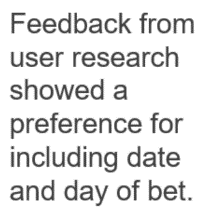 Feedback from
user research
showed a
preference for
including date
and day of bet.